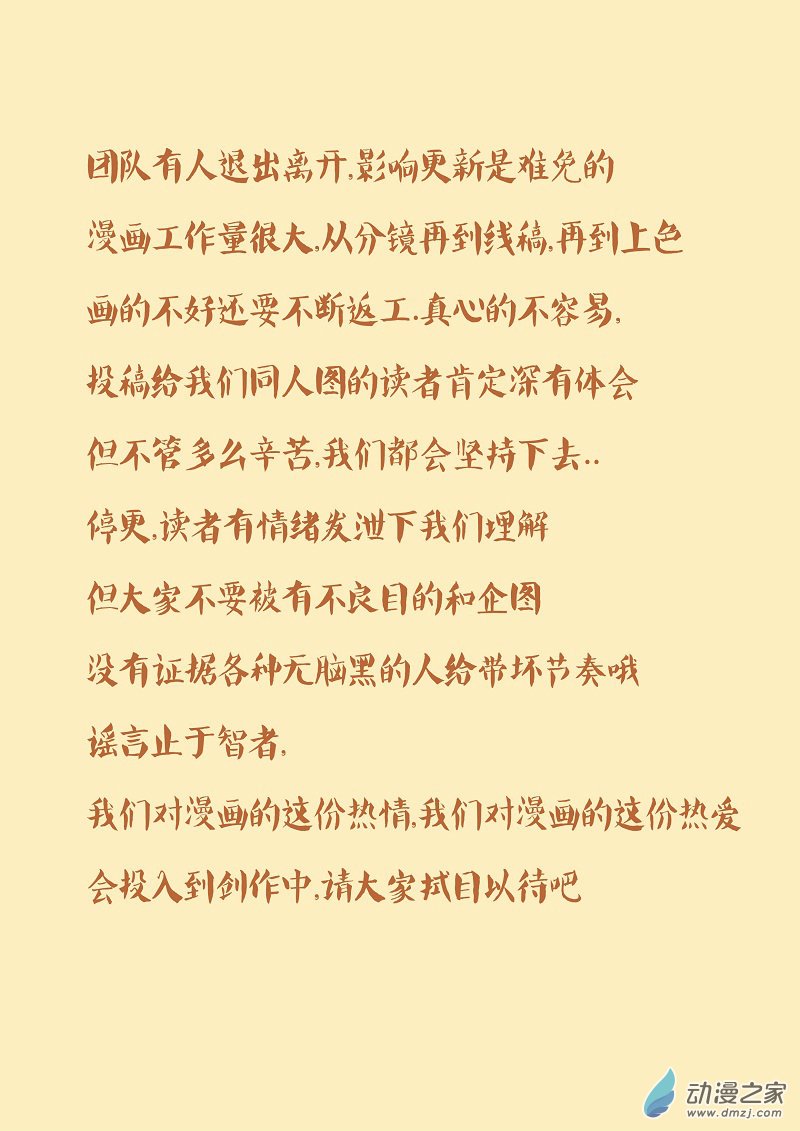 团队有人退出离开,影响更新是难免的
漫画工作量很大,从分镜再到线稿,再到上色
画的不好还要不断返工.真心的不容易,
投稿给我们同人图的读者肯定深有体会
但不管多么辛苦,我们都会坚持下去..
停更,读者有情绪发泄下我们理解
但大家不要被有不良目的和企图
没有证据各种无脑黑的人给带坏节奏哦
谣言止于智者,
我们对漫画的这份热情,我们对漫画的这份热爱
会投入到创作中,请大家拭目以待吧
动漫之家
www.dmzj.com